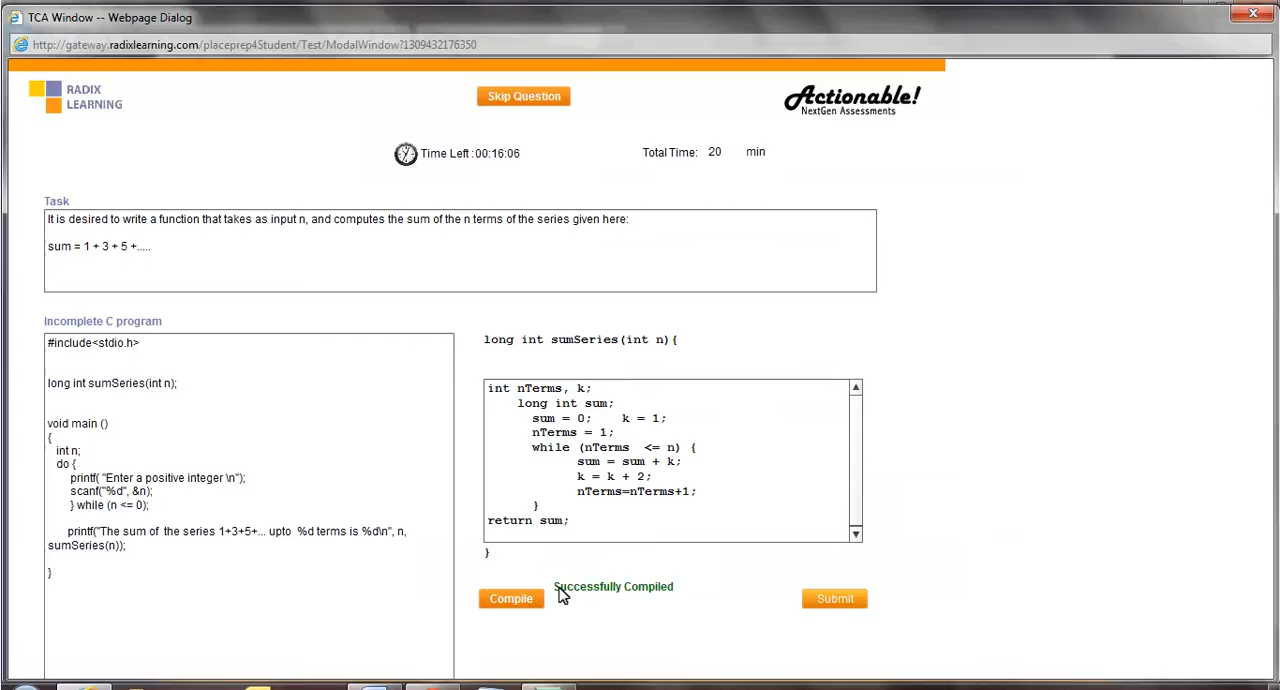 TCA Window -- Webpage Dialog
http://gateway.radixlearning.com/placeprep4Student/Test/ModalWindow?1309432176350
RADIX
LEARNING
Skip Question
Actionable!
NextGen Assessments
Time Left :00:16:06
Total Time: 20 min
Task
It is desired to write a function that takes as input n, and computes the sum of the n terms of the series given here:
sum = 1 + 3 + 5 +.....
Incomplete C program
#include<stdio.h>
long int sumSeries(int n);
void main ()
{
int n;
do {
printf( "Enter a positive integer \n");
scanf("%d", &n);
} while (n <= 0);
printf("The sum of the series 1+3+5+... upto %d terms is %d\n", n,
sumSeries(n));
}
long int sumSeries(int n){
int nTerms, k;
long int sum;
sum = 0; k = 1;
nTerms = 1;
while (nTerms <= n) {
sum = sum + k;
k = k + 2;
nTerms=nTerms+1;
}
return sum;
}
Successfully Compiled
Compile
Submit